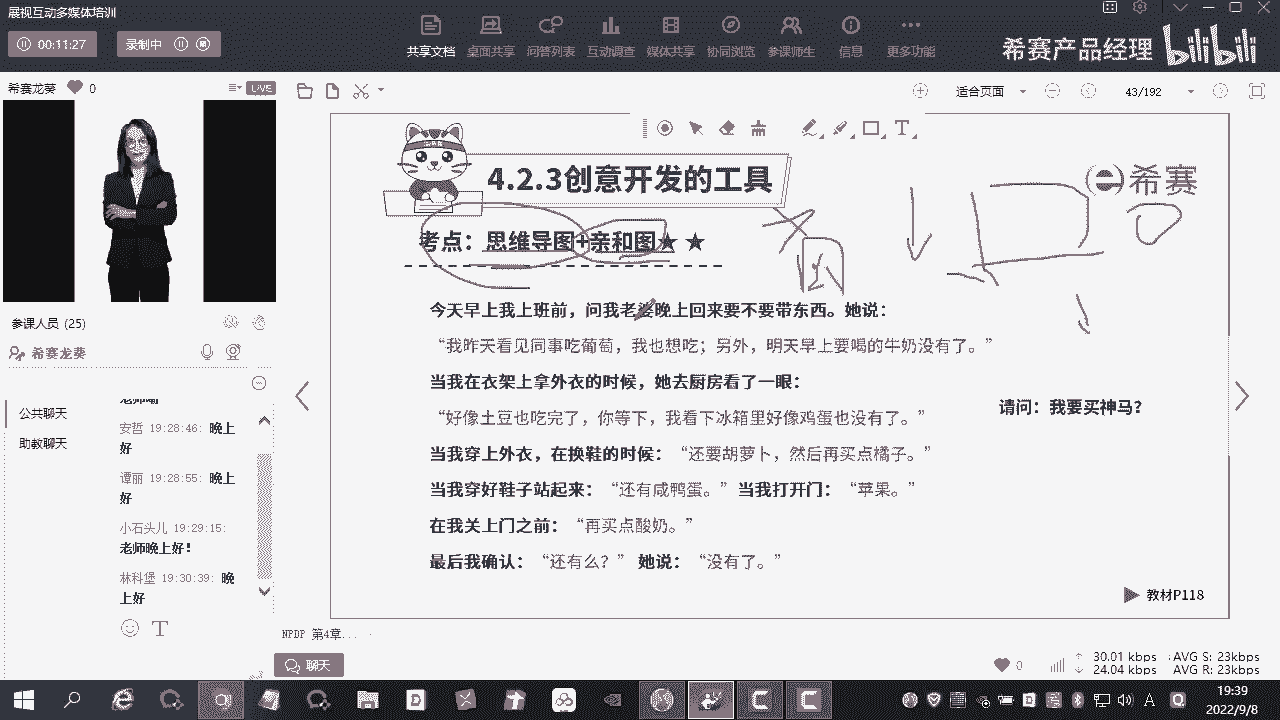 展视互动多媒体培训
00:11:27
录制中
共享文档
桌面共享
问答列表
互动调查
媒体共享
协同浏览
参课师生
信息
更多功能
希赛产品经理
bilibili
希赛龙葵
0
LIVE
适合页面
43/192
参课人员 (25)
希赛龙葵
公共聊天
助教聊天
安哲 19:28:46: 晚上
好
谭丽 19:28:55: 晚上
好
小石头儿 19:29:15:
老师晚上好!
林科堡 19:30:39: 晚
上好
4.2.3创意开发的工具
希赛
考点：思维导图+亲和图★ ★
图
今天早上我上班前，问我老婆晚上回来要不要带东西。她说：
“我昨天看见同事吃葡萄，我也想吃；另外，明天早上要喝的牛奶没有了。”
当我在衣架上拿外衣的时候，她去厨房看了一眼：
“好像土豆也吃完了，你等下，我看下冰箱里好像鸡蛋也没有了。”
当我穿上外衣，在换鞋的时候：“还要胡萝卜，然后再买点橘子。”
当我穿好鞋子站起来：“还有咸鸭蛋。”当我打开门：“苹果。”
在我关上门之前：“再买点酸奶。”
最后我确认：“还有么？”她说：“没有了。”
请问：我要买神马？
教材P118
NPDP 第4章...
聊天
0
30.01 kbps
24.04 kbps
AVG S: 23kbps
AVG R: 23kbps
19:39
2022/9/8